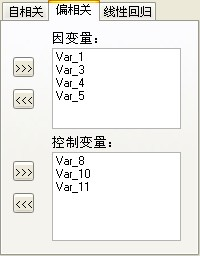 自相关 偏相关 线性回归
因变量：
Var_1
>>> Var_3
Var_4
<<< Var_5
控制变量：
Var_8
>>> Var_10
Var_11
<<<